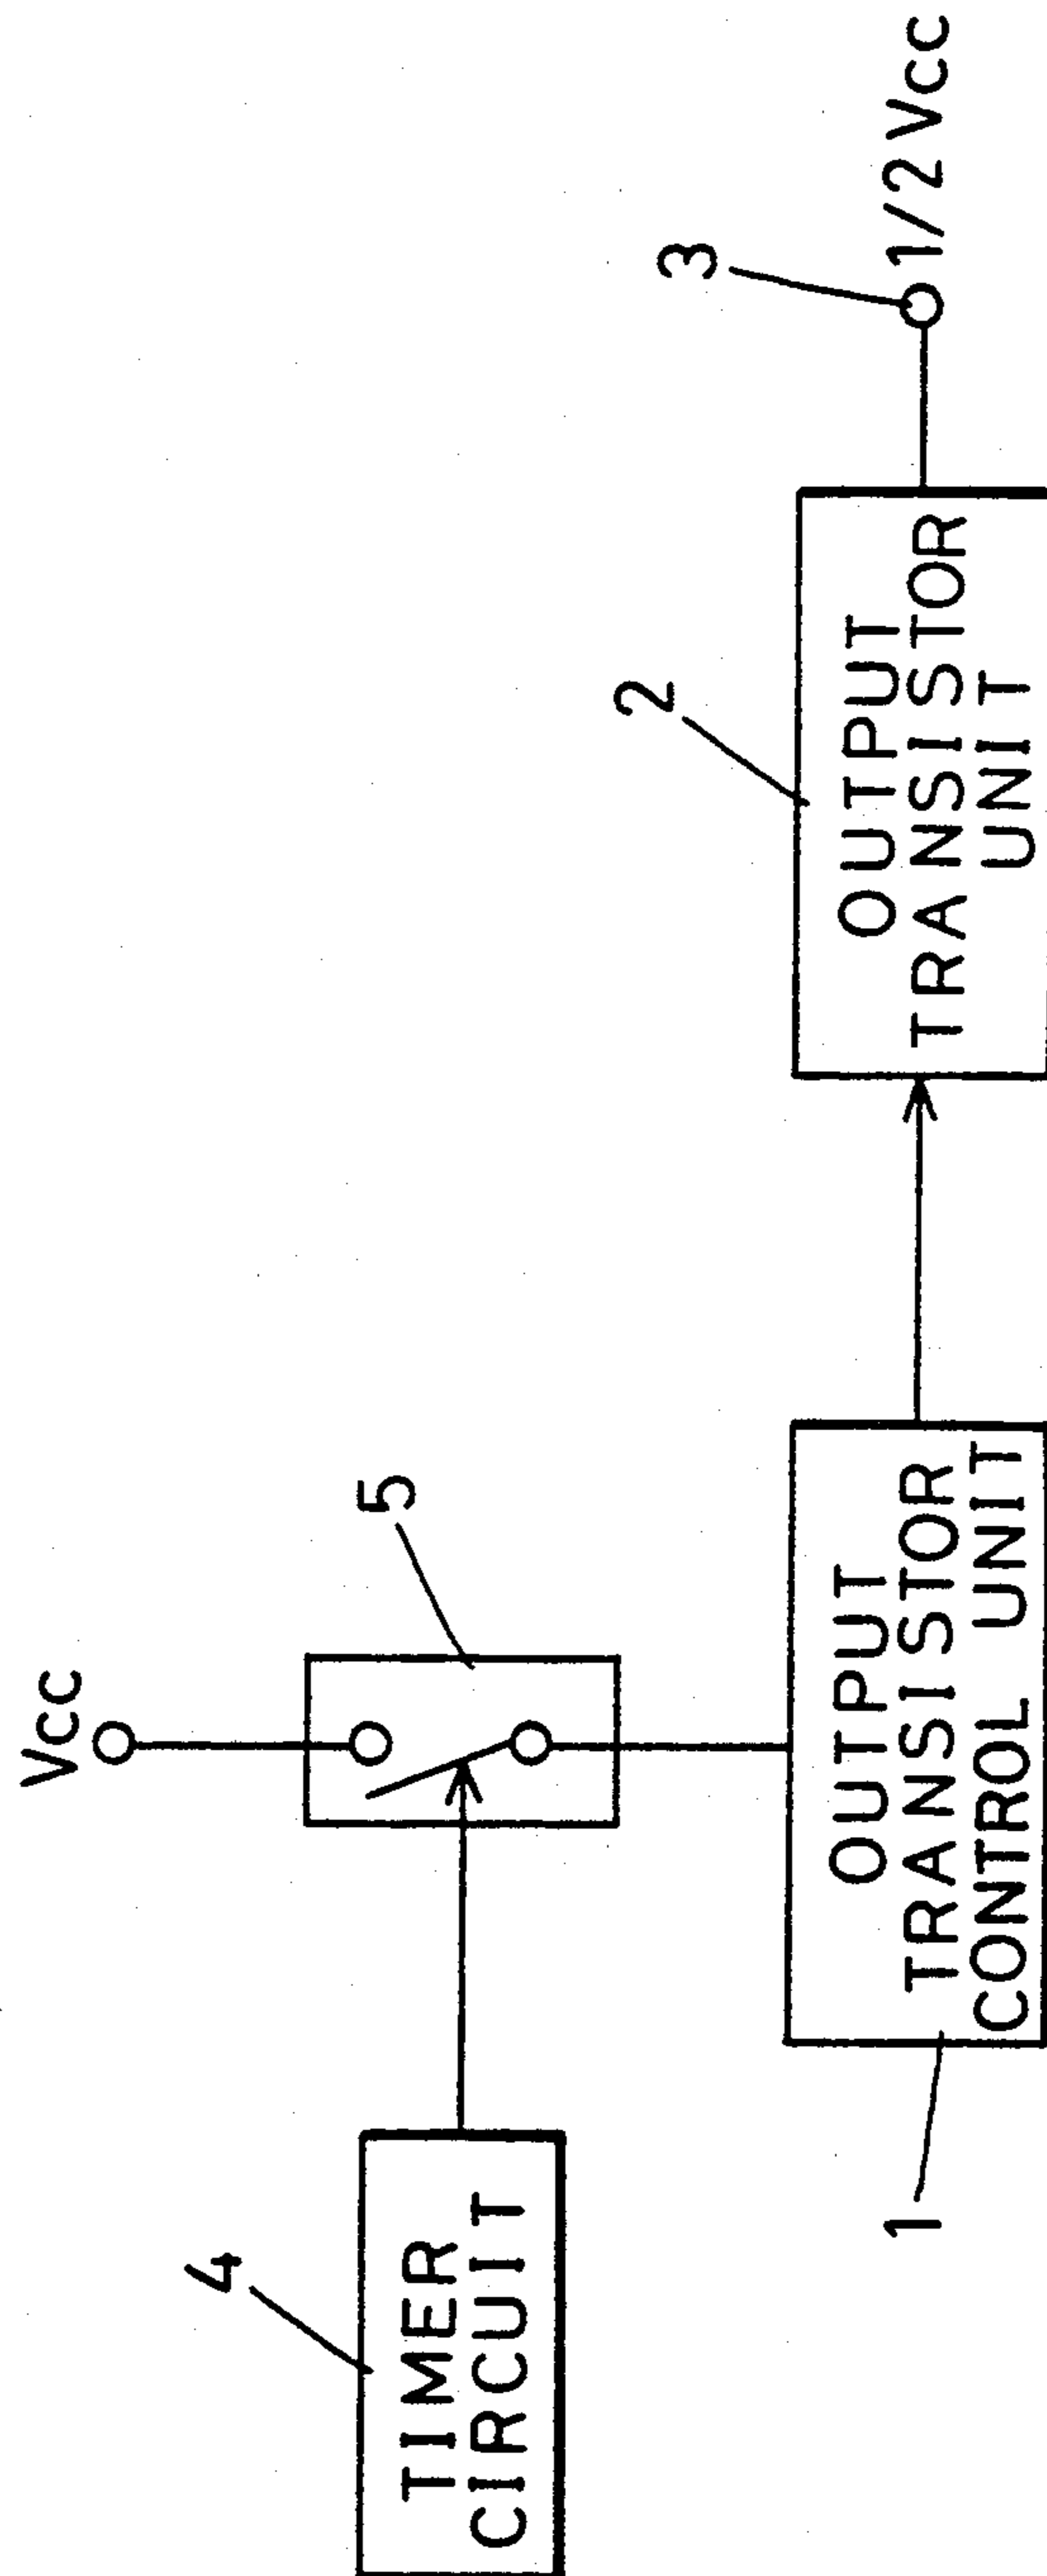 Vcc
5
4
TIMER
CIRCUIT
1
OUTPUT
TRANSISTOR
CONTROL UNIT
2
OUTPUT
TRANSISTOR
UNIT
3
1/2 Vcc